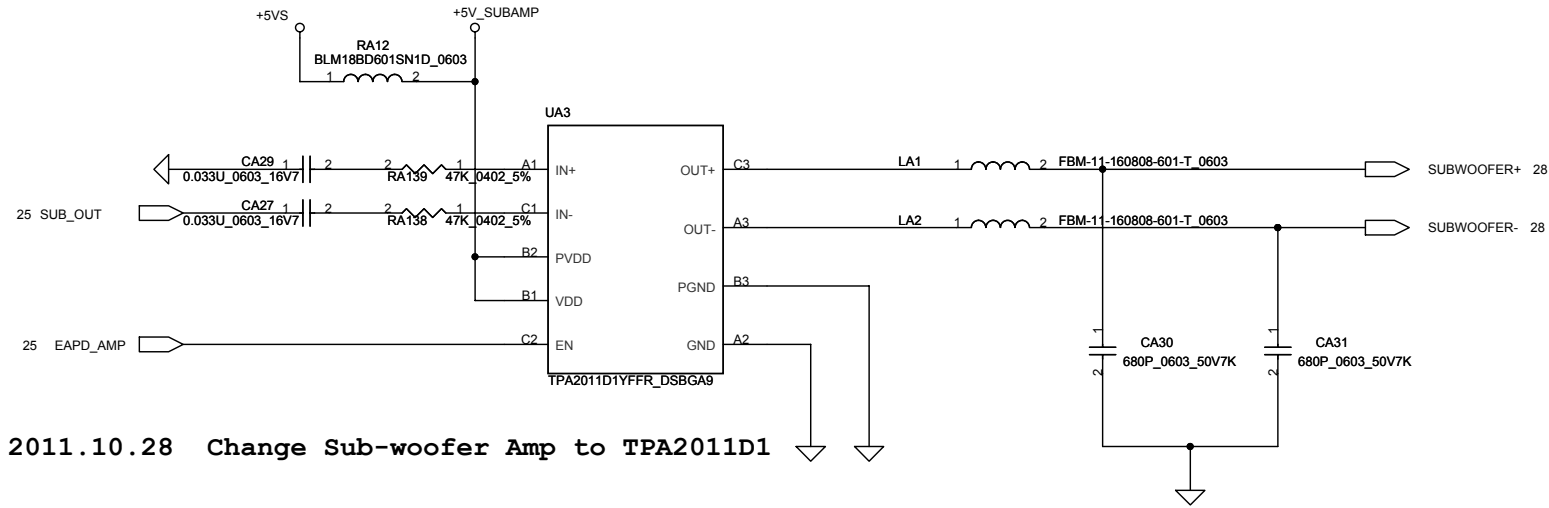 +5VS
+5V_SUBAMP
RA12
BLM18BD601SN1D_0603
1 2
UA3
CA29 1 2 2 1 A1 IN+
0.033U_0603_16V7 RA139 47K_0402_5%
OUT+ C3 LA1 1 2 FBM-11-160808-601-T_0603 SUBWOOFER+ 28
25 SUB_OUT CA27 1 2 2 1 C1 IN-
0.033U_0603_16V7 RA138 47K_0402_5%
OUT- A3 LA2 1 2 FBM-11-160808-601-T_0603 SUBWOOFER- 28
B2 PVDD
PGND B3
B1 VDD
25 EAPD_AMP C2 EN
GND A2
1 CA30
2 680P_0603_50V7K
1 CA31
2 680P_0603_50V7K
TPA2011D1YFFR_DSBGA9
2011.10.28 Change Sub-woofer Amp to TPA2011D1